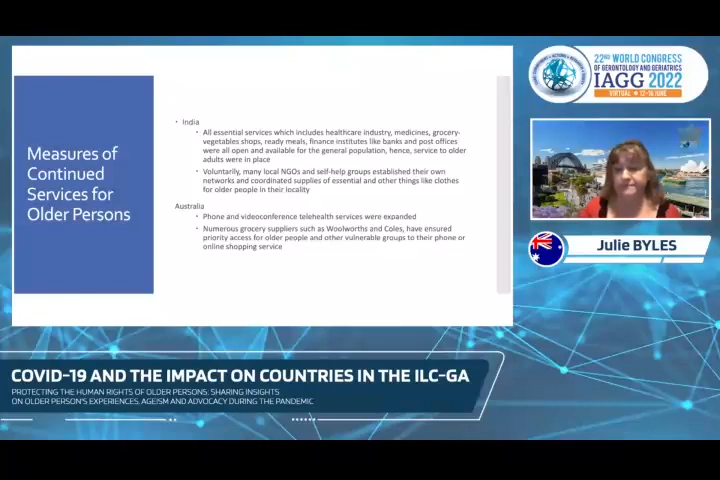 Measures of
Continued
Services for
Older Persons
• India
• All essential services which includes healthcare industry, medicines, grocery-
vegetables shops, ready meals, finance institutes like banks and post offices
were all open and available for the general population, hence, service to older
adults were in place
• Voluntarily, many local NGOs and self-help groups established their own
networks and coordinated supplies of essential and other things like clothes
for older people in their locality
Australia
• Phone and videoconference telehealth services were expanded
• Numerous grocery suppliers such as Woolworths and Coles, have ensured
priority access for older people and other vulnerable groups to their phone or
online shopping service
22ND WORLD CONGRESS
OF GERONTOLOGY AND GERIATRICS
IAGG 2022
VIRTUAL ★ 12-16 JUNE
Julie BYLES
COVID-19 AND THE IMPACT ON COUNTRIES IN THE ILC-GA
PROTECTING THE HUMAN RIGHTS OF OLDER PERSONS: SHARING INSIGHTS
ON OLDER PERSON'S EXPERIENCES, AGEISM AND ADVOCACY DURING THE PANDEMIC